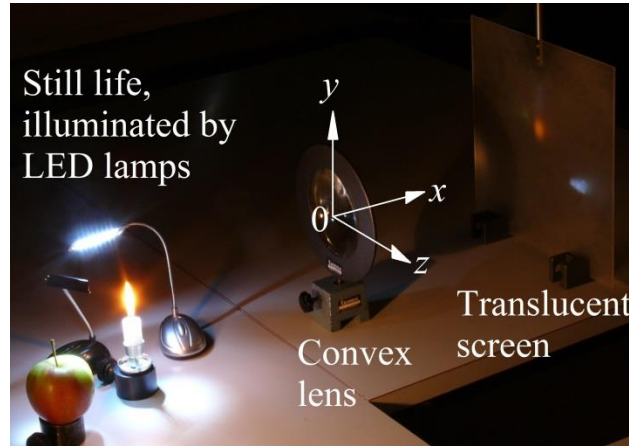 Still life,
illuminated by
LED lamps
y
x
0
z
Convex
lens
Translucent
screen